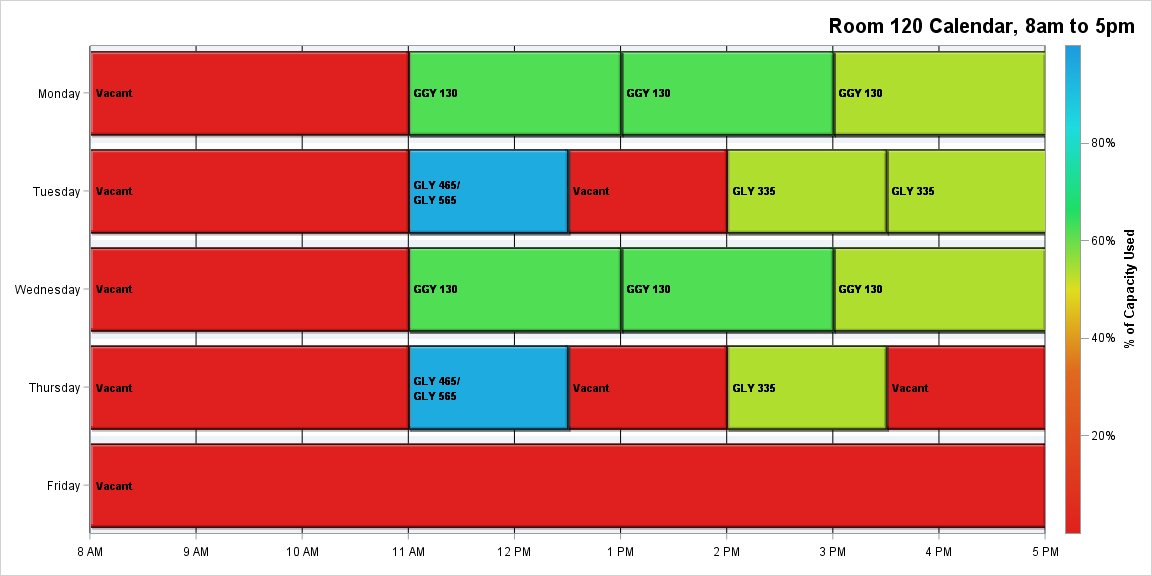 Room 120 Calendar, 8am to 5pm
Monday
Vacant
GGY 130
GGY 130
GGY 130
Tuesday
Vacant
GLY 465/
GLY 565
Vacant
GLY 335
GLY 335
Wednesday
Vacant
GGY 130
GGY 130
GGY 130
Thursday
Vacant
GLY 465/
GLY 565
Vacant
GLY 335
Vacant
Friday
Vacant
8 AM
9 AM
10 AM
11 AM
12 PM
1 PM
2 PM
3 PM
4 PM
5 PM
80%
60%
40%
20%
% of Capacity Used